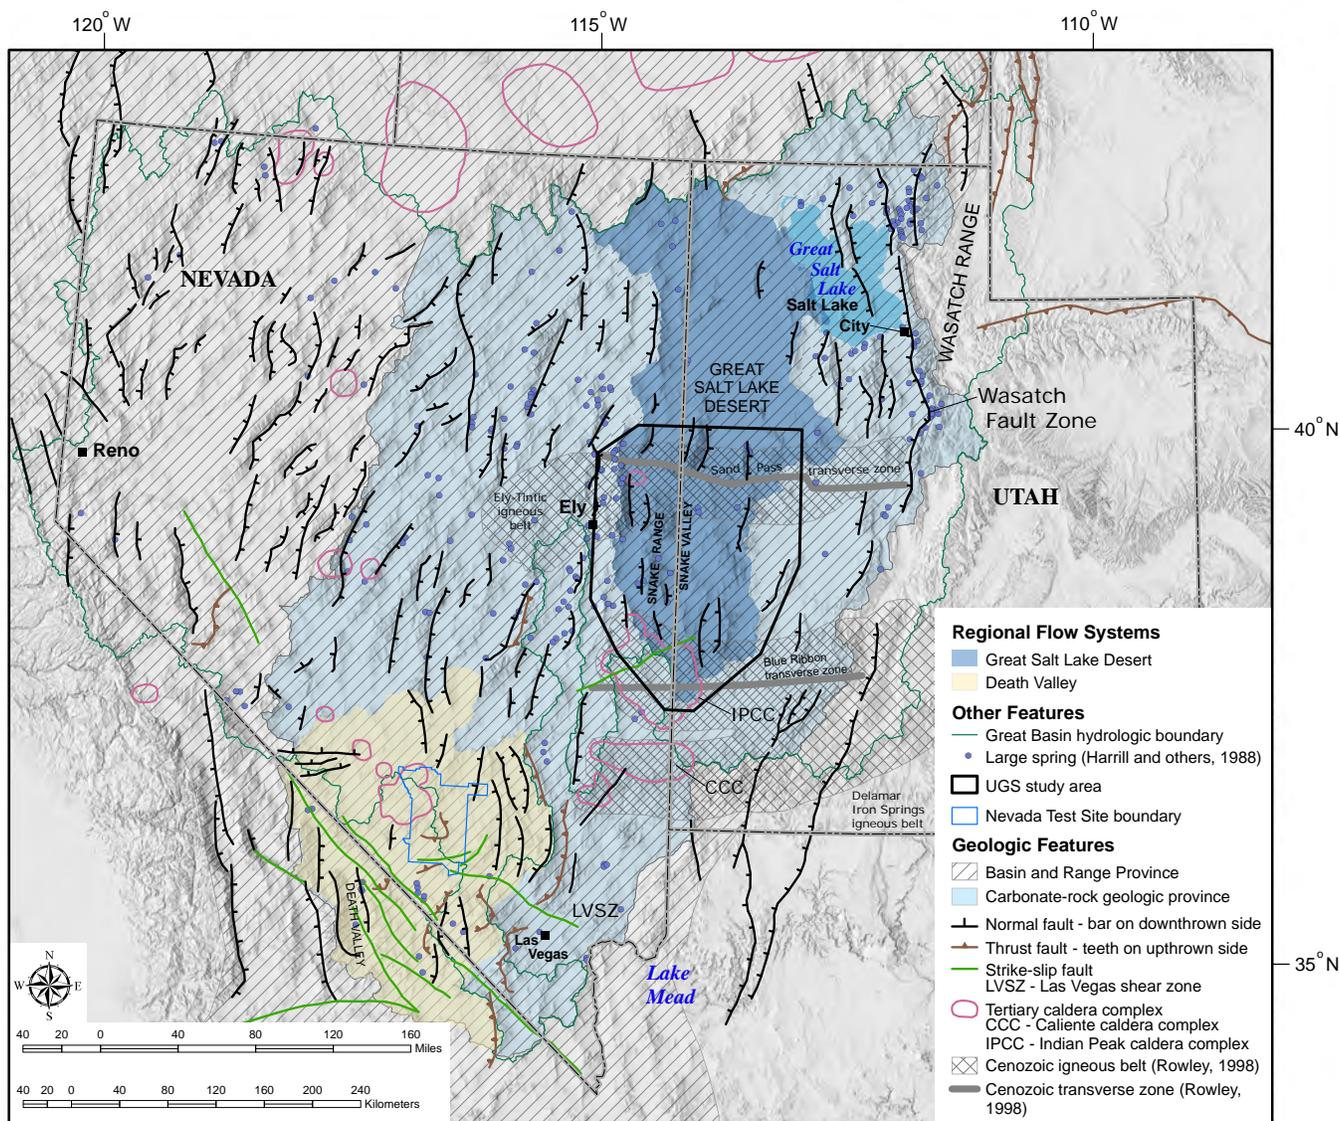 120°W
115°W
110°W
NEVADA
Great
Salt
Lake
Salt Lake
City
WASATCH RANGE
GREAT
SALT LAKE
DESERT
Wasatch
Fault Zone
40°N
Reno
Sand Pass transverse zone
Ely-Tintic
igneous
belt
Ely
UTAH
SNAKE RANGE
SNAKE VALLEY
Blue Ribbon
transverse zone
IPCC
CCC
Delamar
Iron Springs
igneous belt
DEATH VALLEY
LVSZ
Las
Vegas
Lake
Mead
35°N
N
W E
S
40 20 0 40 80 120 160
Miles
40 20 0 40 80 120 160 200 240
Kilometers
Regional Flow Systems
Great Salt Lake Desert
Death Valley
Other Features
Great Basin hydrologic boundary
Large spring (Harrill and others, 1988)
UGS study area
Nevada Test Site boundary
Geologic Features
Basin and Range Province
Carbonate-rock geologic province
Normal fault - bar on downthrown side
Thrust fault - teeth on upthrown side
Strike-slip fault
LVSZ - Las Vegas shear zone
Tertiary caldera complex
CCC - Caliente caldera complex
IPCC - Indian Peak caldera complex
Cenozoic igneous belt (Rowley, 1998)
Cenozoic transverse zone (Rowley,
1998)